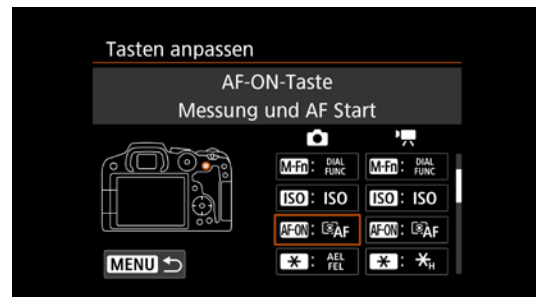 Tasten anpassen
AF-ON-Taste
Messung und AF Start
M-Fn : DIAL FUNC M-Fn : DIAL FUNC
ISO : ISO ISO : ISO
AF-ON : AF AF-ON : AF
* : AEL FEL * : *H
MENU